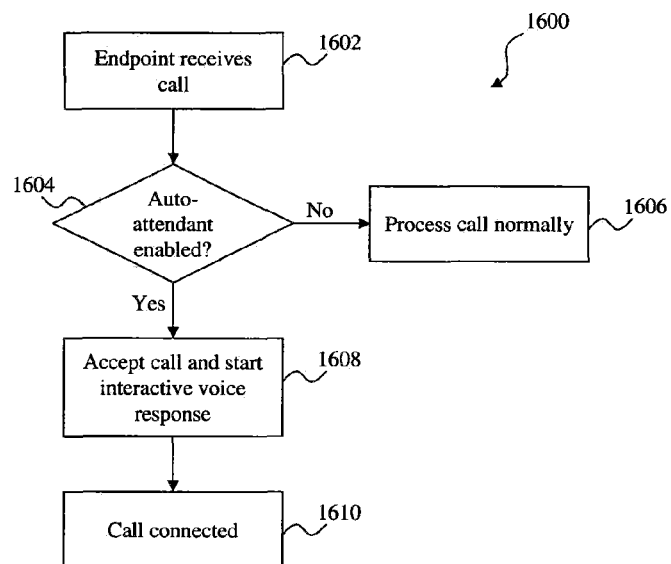 1602
1600
Endpoint receives
call
1604
Auto-
attendant
enabled?
No
Process call normally
1606
Yes
Accept call and start
interactive voice
response
1608
Call connected
1610